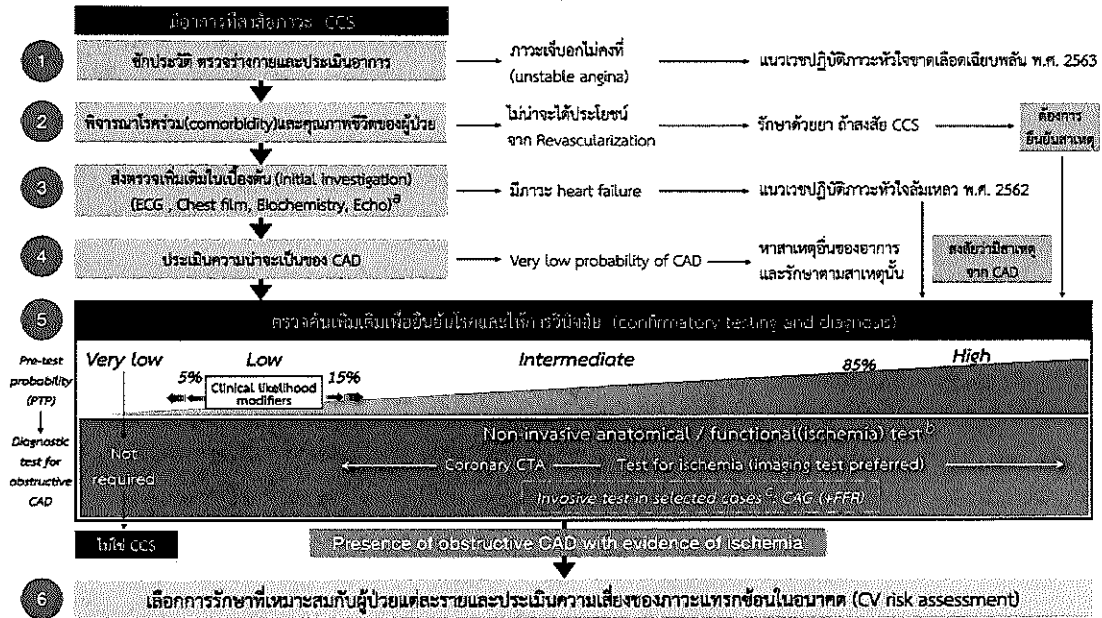 มีอาการที่สงสัยภาวะ CCS
1
ซักประวัติ ตรวจร่างกายและประเมินอาการ
ภาวะเจ็บอกไม่คงที่
(unstable angina)
แนวเวชปฏิบัติภาวะหัวใจขาดเลือดเฉียบพลัน พ.ศ. 2563
2
พิจารณาโรคร่วม(comorbidity)และคุณภาพชีวิตของผู้ป่วย
ไม่น่าจะได้ประโยชน์
จาก Revascularization
รักษาด้วยยา ถ้าสงสัย CCS
ต้องการ
ยืนยันสาเหตุ
3
ส่งตรวจเพิ่มเติมในเบื้องต้น (Initial investigation)
(ECG , Chest film, Biochemistry, Echo)a
มีภาวะ heart failure
แนวเวชปฏิบัติภาวะหัวใจล้มเหลว พ.ศ. 2562
4
ประเมินความน่าจะเป็นของ CAD
Very low probability of CAD
หาสาเหตุอื่นของอาการ
และรักษาตามสาเหตุนั้น
สงสัยว่ามีสาเหตุ
จาก CAD
5
ตรวจค้นเพิ่มเติมเพื่อยืนยันโรคและให้การวินิจฉัย (confirmatory testing and diagnosis)
Pre-test
probability
(PTP)
Very low
Low
Intermediate
High
5%
15%
85%
Clinical likelihood
modifiers
Diagnostic
test for
obstructive
CAD
Not
required
Non-invasive anatomical / functional(ischemia) test b
Coronary CTA
Test for ischemia (imaging test preferred)
Invasive test in selected cases c: CAG (+FFR)
ไม่ใช่ CCS
Presence of obstructive CAD with evidence of ischemia
6
เลือกการรักษาที่เหมาะสมกับผู้ป่วยแต่ละรายและประเมินความเสี่ยงของภาวะแทรกซ้อนในอนาคต (CV risk assessment)